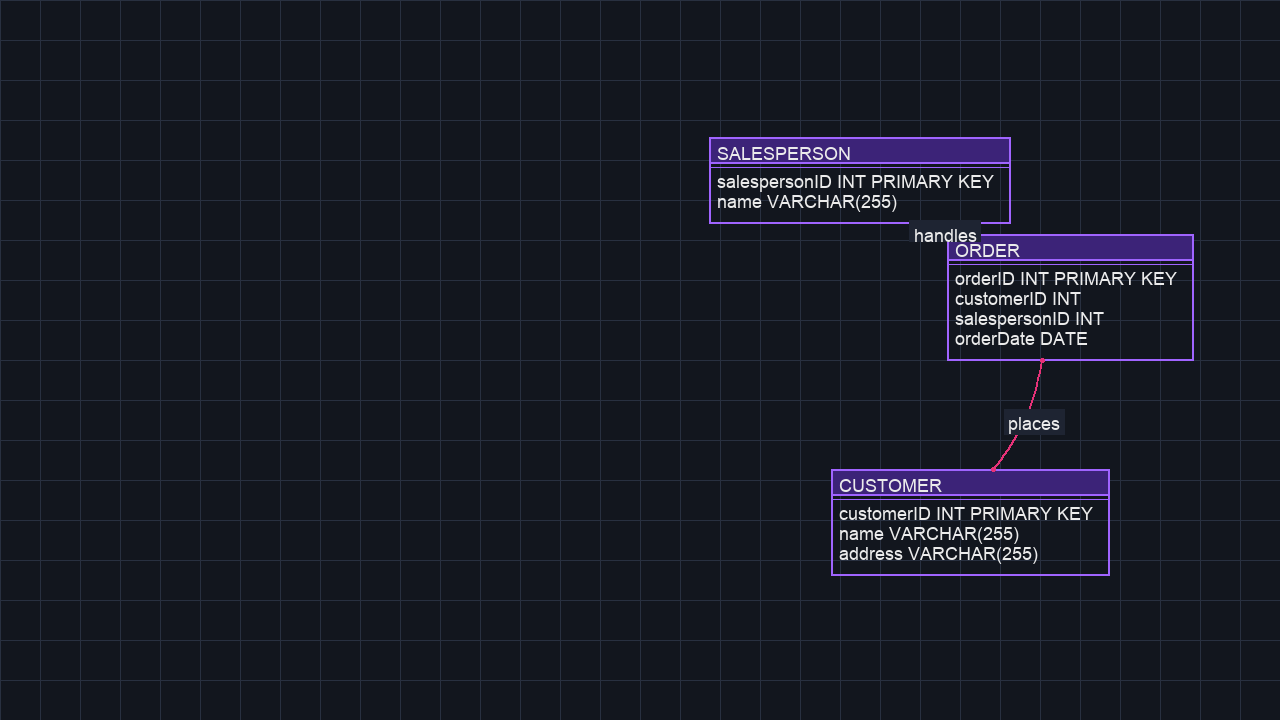 SALESPERSON
salespersonID INT PRIMARY KEY
name VARCHAR(255)
handles
ORDER
orderID INT PRIMARY KEY
customerID INT
salespersonID INT
orderDate DATE
places
CUSTOMER
customerID INT PRIMARY KEY
name VARCHAR(255)
address VARCHAR(255)